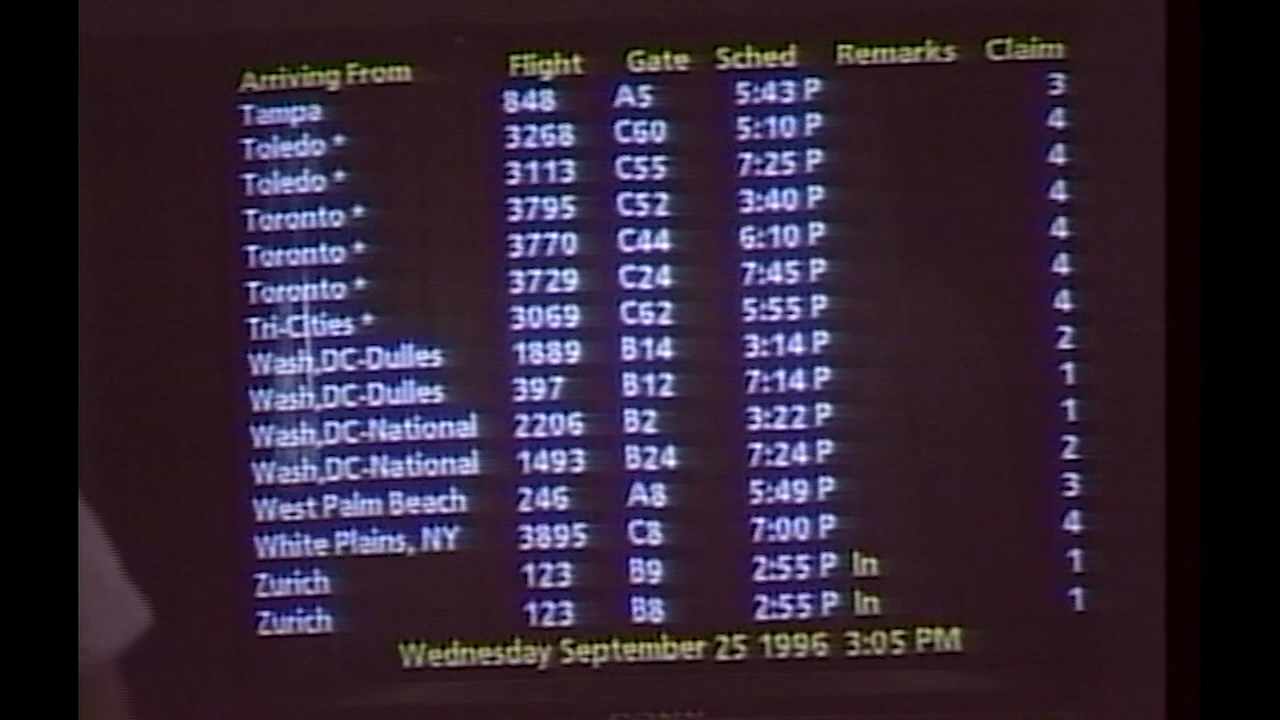 Arriving From Flight Gate Sched Remarks Claim
Tampa 848 A5 5:43 P 3
Toledo * 3268 C60 5:10 P 4
Toledo * 3113 C55 7:25 P 4
Toronto * 3795 C52 3:40 P 4
Toronto * 3770 C44 6:10 P 4
Toronto * 3729 C24 7:45 P 4
Tri-Cities * 3069 C62 5:55 P 4
Wash,DC-Dulles 1889 B14 3:14 P 2
Wash,DC-Dulles 397 B12 7:14 P 1
Wash,DC-National 2206 B2 3:22 P 1
Wash,DC-National 1493 B24 7:24 P 2
West Palm Beach 246 A8 5:49 P 3
White Plains, NY 3895 C8 7:00 P 4
Zurich 123 B9 2:55 P In 1
Zurich 123 B8 2:55 P In 1
Wednesday September 25 1996 3:05 PM